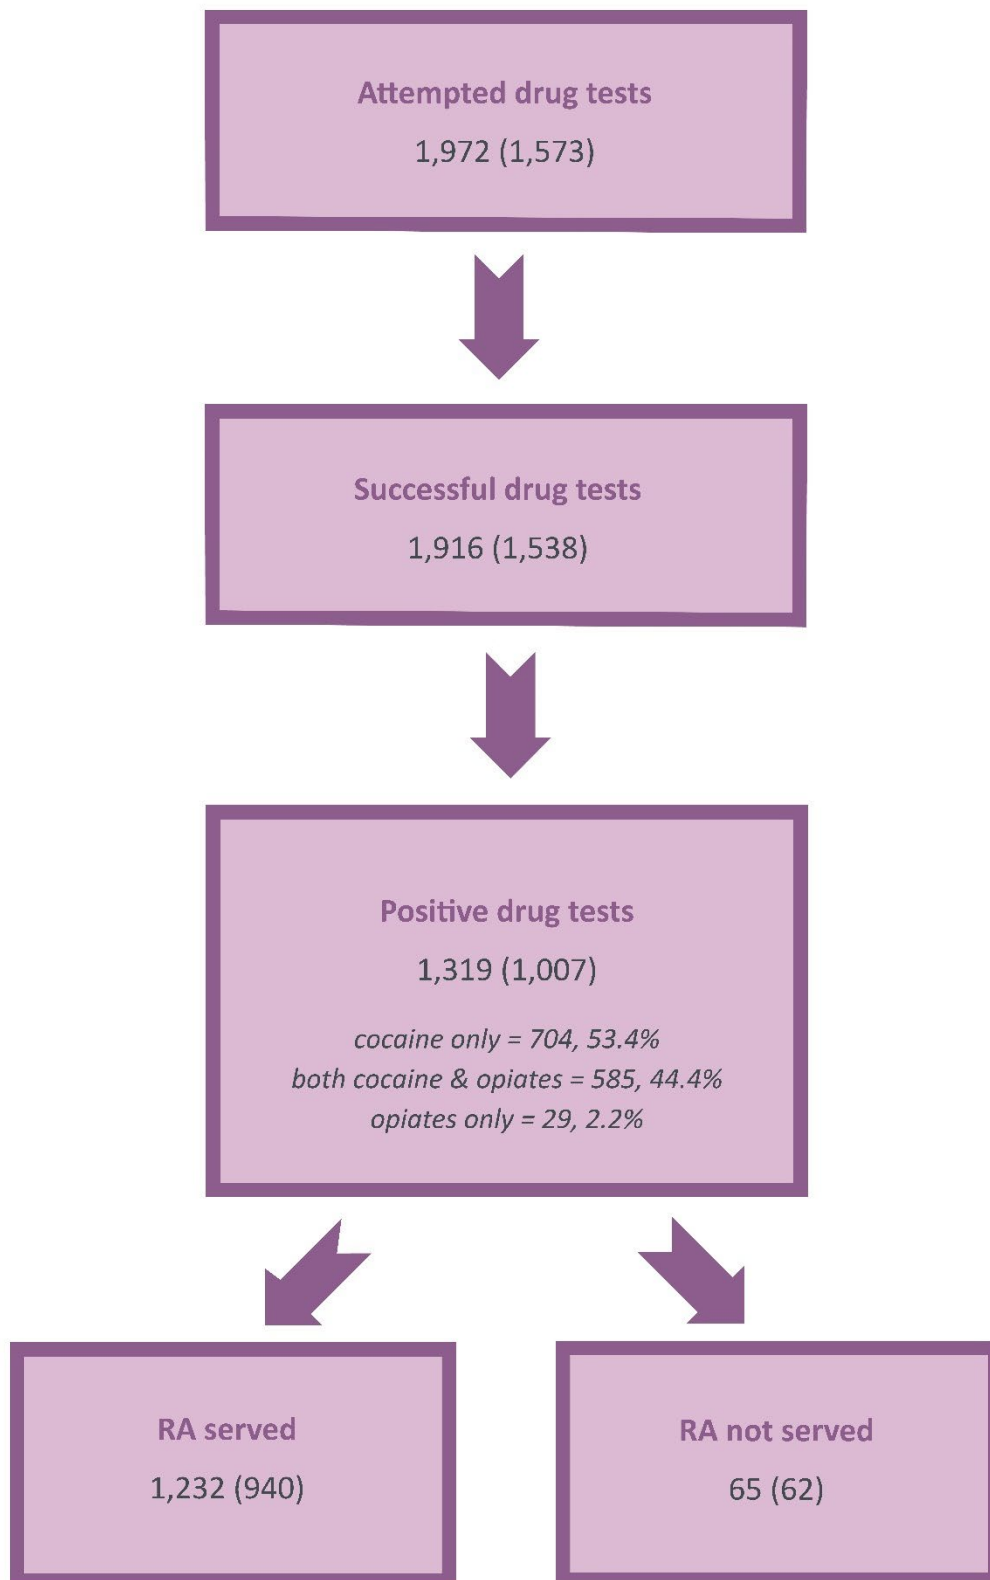 Attempted drug tests
1,972 (1,573)
Successful drug tests
1,916 (1,538)
Positive drug tests
1,319 (1,007)
cocaine only = 704, 53.4%
both cocaine & opiates = 585, 44.4%
opiates only = 29, 2.2%
RA served
1,232 (940)
RA not served
65 (62)